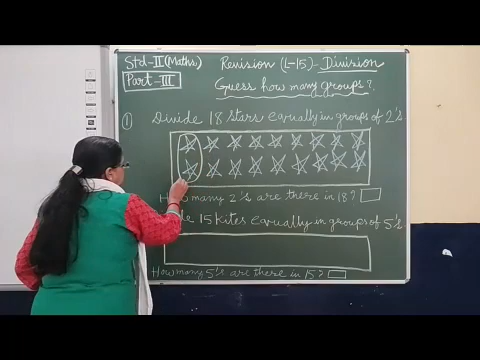 Std-II (Maths) Revision (L-15)- Division
Part-III Guess how many groups?
① Divide 18 stars equally in groups of 2's
How many 2's are there in 18?
de 15 Kites equally in groups of 5's.
How many 5's are there in 15?